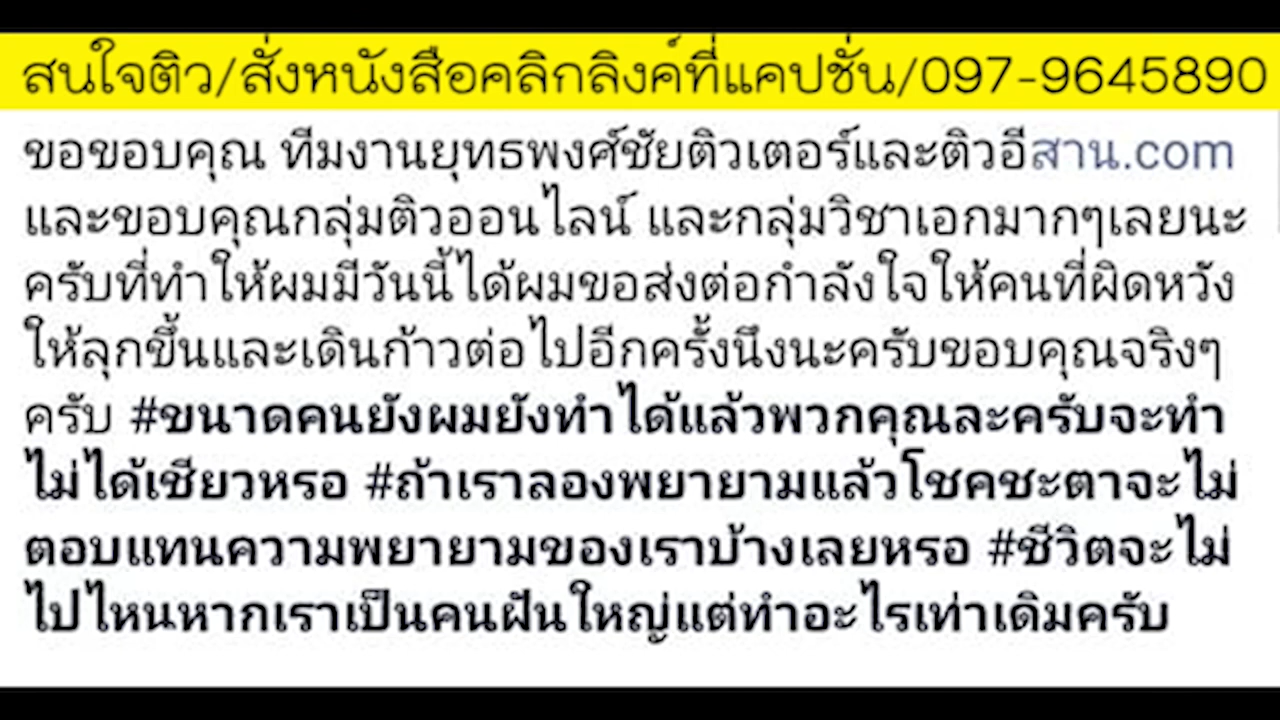 สนใจติว/สั่งหนังสือคลิกลิงค์ที่แคปชั่น/097-9645890
ขอขอบคุณ ทีมงานยุทธพงศ์ชัยติวเตอร์และติวอีสาน.com
และขอบคุณกลุ่มติวออนไลน์ และกลุ่มวิชาเอกมากๆเลยนะ
ครับที่ทำให้ผมมีวันนี้ได้ผมขอส่งต่อกำลังใจให้คนที่ผิดหวัง
ให้ลุกขึ้นและเดินก้าวต่อไปอีกครั้งนึงนะครับขอบคุณจริงๆ
ครับ #ขนาดคนยังผมยังทำได้แล้วพวกคุณละครับจะทำ
ไม่ได้เชียวหรอ #ถ้าเราลองพยายามแล้วโชคชะตาจะไม่
ตอบแทนความพยายามของเราบ้างเลยหรอ #ชีวิตจะไม่
ไปไหนหากเราเป็นคนฝันใหญ่แต่ทำอะไรเท่าเดิมครับ